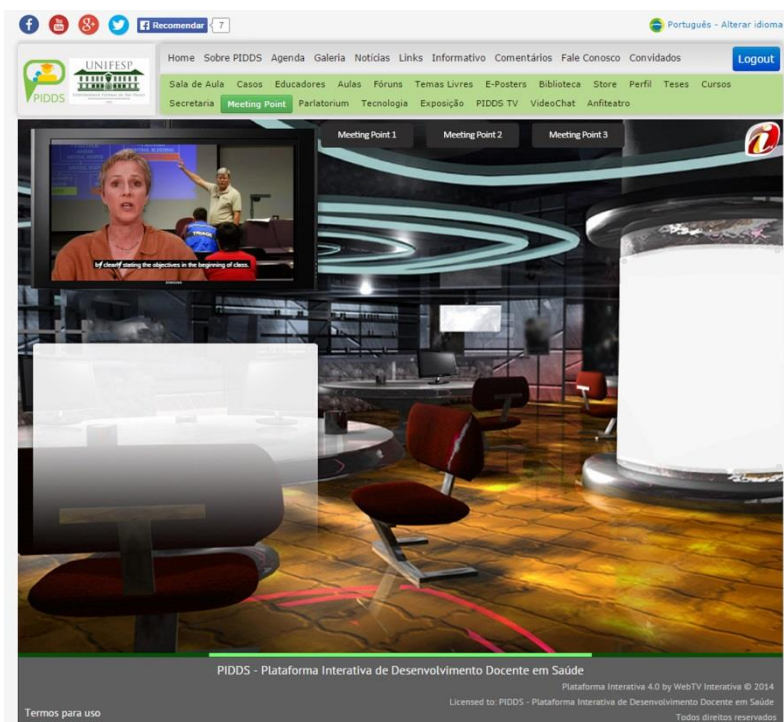 Recomendar 7
Português - Alterar idioma
PIDDS
UNIFESP
Home Sobre PIDDS Agenda Galeria Notícias Links Informativo Comentários Fale Conosco Convidados
Logout
Sala de Aula Casos Educadores Aulas Fóruns Temas Livres E-Posters Biblioteca Store Perfil Teses Cursos
Secretaria Meeting Point Parlatorium Tecnologia Exposição PIDDS TV VideoChat Anfiteatro
Meeting Point 1 Meeting Point 2 Meeting Point 3
TRIAGE
by clearly stating the objectives in the beginning of class.
SAMSUNG
PIDDS - Plataforma Interativa de Desenvolvimento Docente em Saúde
Plataforma Interativa 4.0 by WebTV Interativa © 2014
Licensed to: PIDDS - Plataforma Interativa de Desenvolvimento Docente em Saúde
Termos para uso
Todos direitos reservados